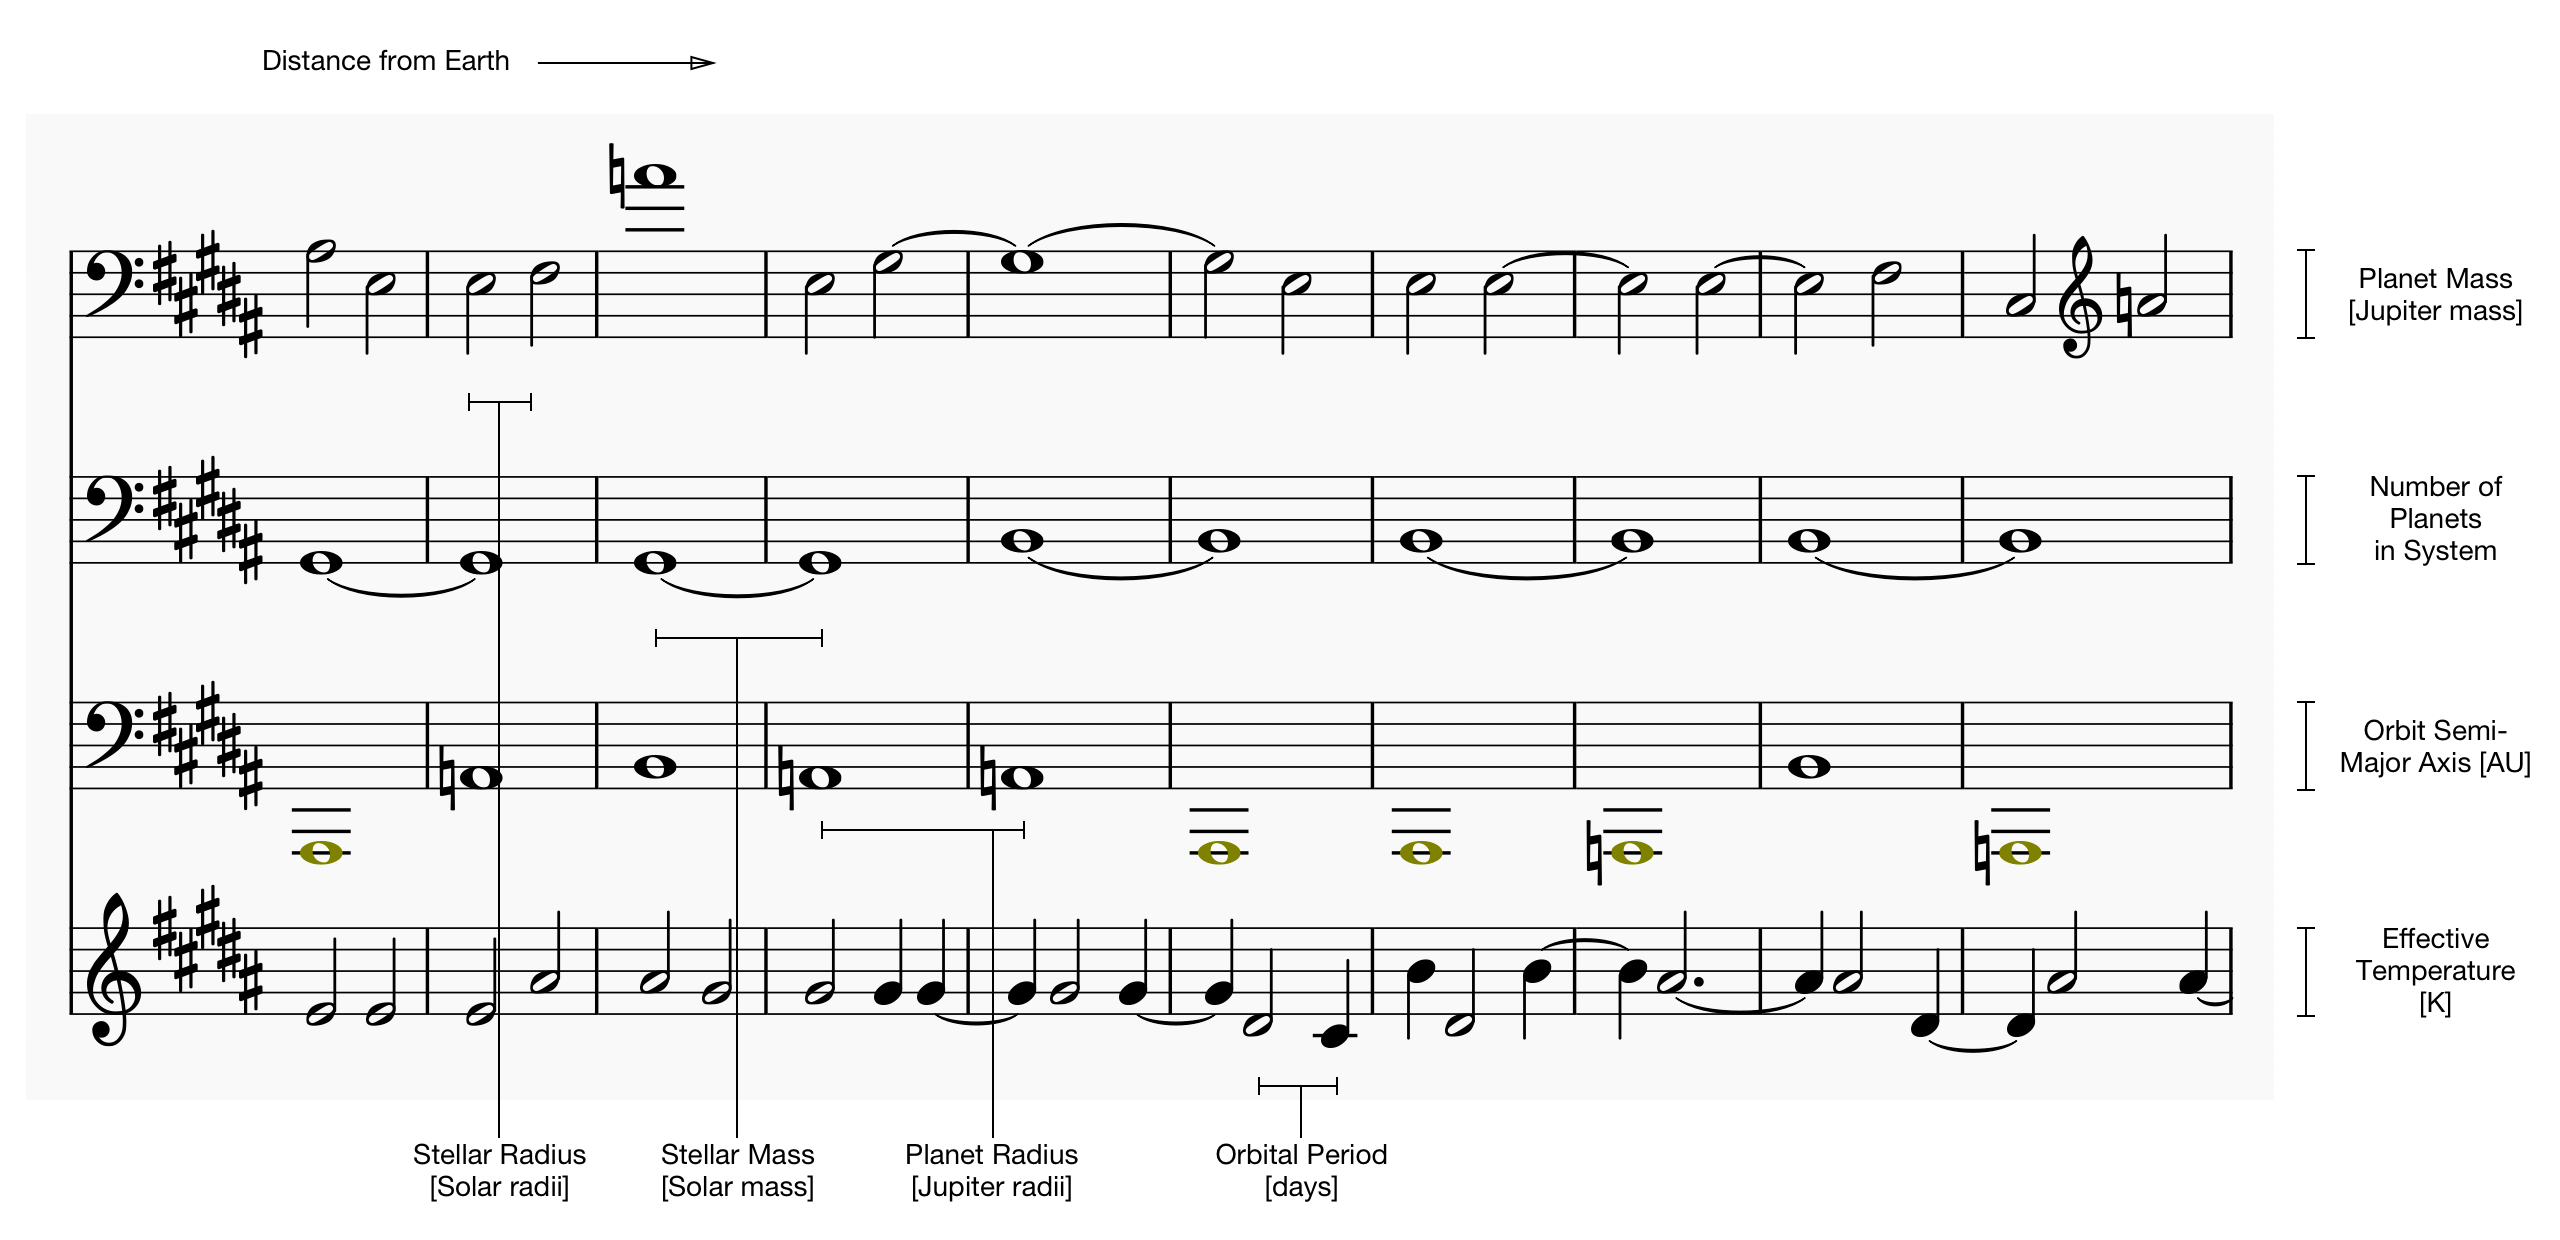 Distance from Earth
Planet Mass
[Jupiter mass]
Number of
Planets
in System
Orbit Semi-
Major Axis [AU]
Effective
Temperature
[K]
Stellar Radius
[Solar radii]
Stellar Mass
[Solar mass]
Planet Radius
[Jupiter radii]
Orbital Period
[days]